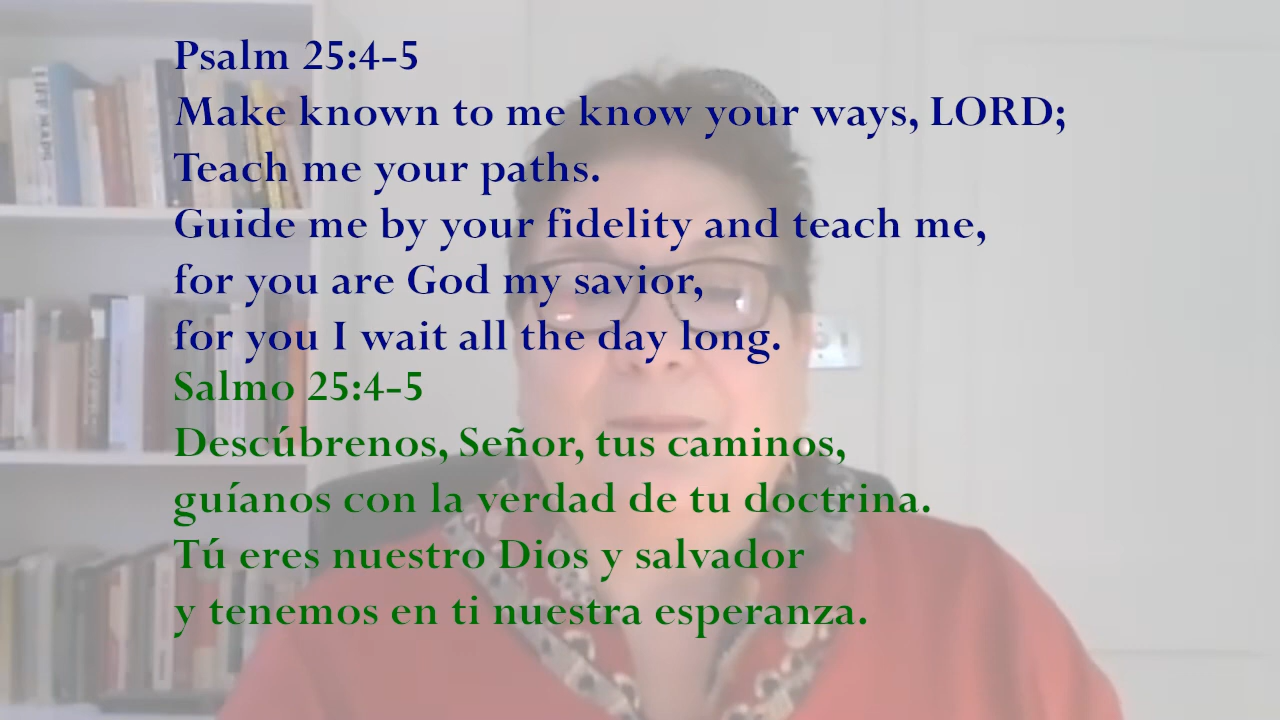 Psalm 25:4-5
Make known to me know your ways, LORD;
Teach me your paths.
Guide me by your fidelity and teach me,
for you are God my savior,
for you I wait all the day long.
Salmo 25:4-5
Descúbrenos, Señor, tus caminos,
guíanos con la verdad de tu doctrina.
Tú eres nuestro Dios y salvador
y tenemos en ti nuestra esperanza.